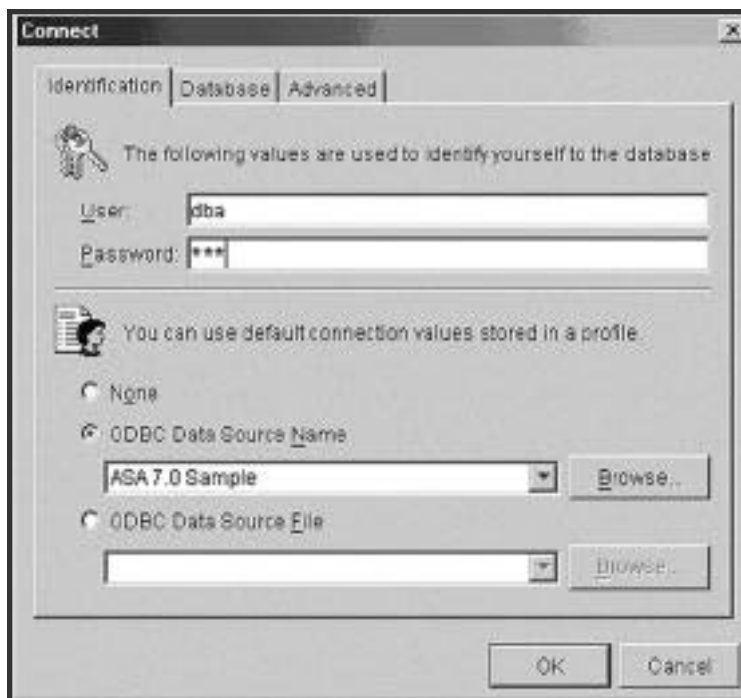 Connect
Identification Database Advanced
The following values are used to identify yourself to the database
User: dba
Password: ***
You can use default connection values stored in a profile
None
ODBC Data Source Name
ASA 7.0 Sample Browse...
ODBC Data Source File
Browse...
OK Cancel